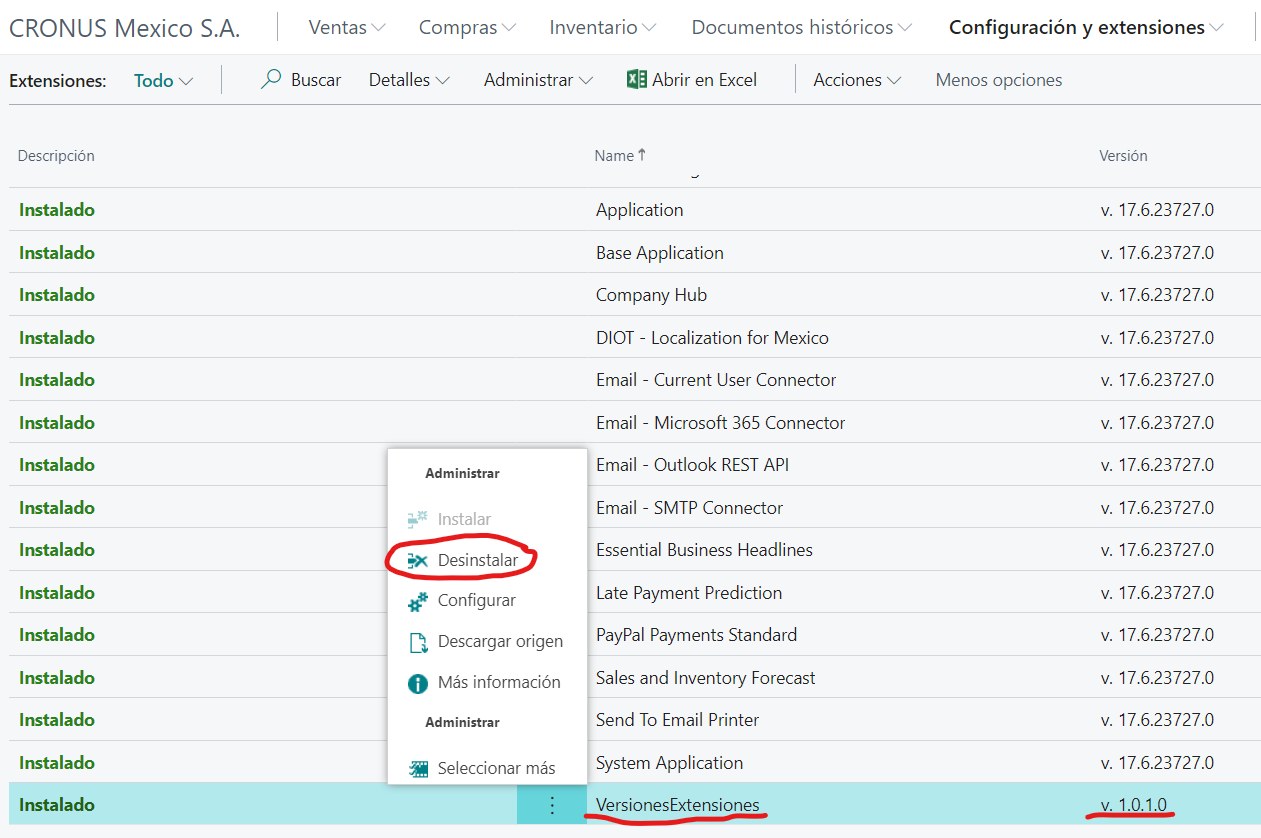 CRONUS Mexico S.A. Ventas Compras Inventario Documentos históricos Configuración y extensiones
Extensiones: Todo Buscar Detalles Administrar Abrir en Excel Acciones Menos opciones
Descripción Name ↑ Versión
Instalado Application v. 17.6.23727.0
Instalado Base Application v. 17.6.23727.0
Instalado Company Hub v. 17.6.23727.0
Instalado DIOT - Localization for Mexico v. 17.6.23727.0
Instalado Email - Current User Connector v. 17.6.23727.0
Instalado Email - Microsoft 365 Connector v. 17.6.23727.0
Instalado Email - Outlook REST API v. 17.6.23727.0
Instalado Email - SMTP Connector v. 17.6.23727.0
Instalado Essential Business Headlines v. 17.6.23727.0
Instalado Late Payment Prediction v. 17.6.23727.0
Instalado PayPal Payments Standard v. 17.6.23727.0
Instalado Sales and Inventory Forecast v. 17.6.23727.0
Instalado Send To Email Printer v. 17.6.23727.0
Instalado System Application v. 17.6.23727.0
Instalado VersionesExtensiones v. 1.0.1.0
Administrar
Instalar
Desinstalar
Configurar
Descargar origen
Más información
Administrar
Seleccionar más